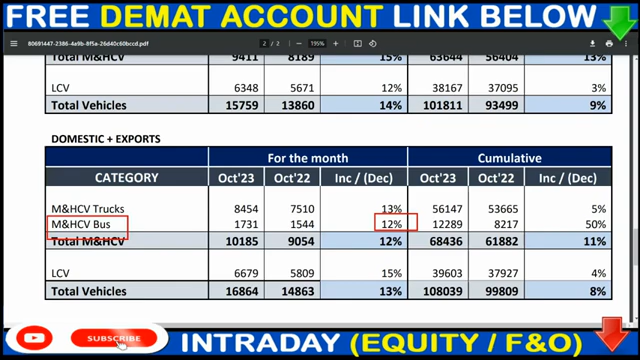 FREE DEMAT ACCOUNT LINK BELOW
80691447-2386-4a9b-8f5a-26d40c60bccd.pdf 2 / 2 195%
Total M&HCV 9411 8189 15% 63644 56404 13%
LCV 6348 5671 12% 38167 37095 3%
Total Vehicles 15759 13860 14% 101811 93499 9%
DOMESTIC + EXPORTS
For the month Cumulative
CATEGORY Oct'23 Oct'22 Inc / (Dec) Oct'23 Oct'22 Inc / (Dec)
M&HCV Trucks 8454 7510 13% 56147 53665 5%
M&HCV Bus 1731 1544 12% 12289 8217 50%
Total M&HCV 10185 9054 12% 68436 61882 11%
LCV 6679 5809 15% 39603 37927 4%
Total Vehicles 16864 14863 13% 108039 99809 8%
SUBSCRIBE INTRADAY (EQUITY / F&O)